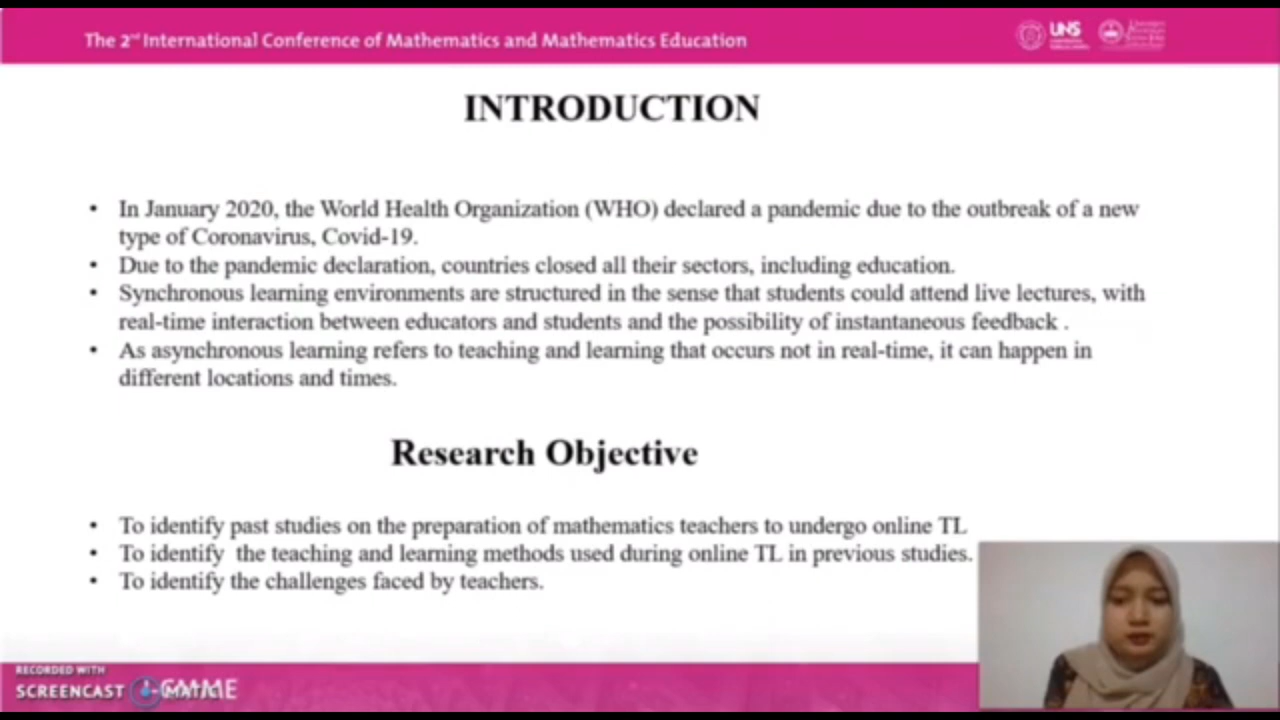 The 2nd International Conference of Mathematics and Mathematics Education
UNS
INTRODUCTION
• In January 2020, the World Health Organization (WHO) declared a pandemic due to the outbreak of a new
type of Coronavirus, Covid-19.
• Due to the pandemic declaration, countries closed all their sectors, including education.
• Synchronous learning environments are structured in the sense that students could attend live lectures, with
real-time interaction between educators and students and the possibility of instantaneous feedback .
• As asynchronous learning refers to teaching and learning that occurs not in real-time, it can happen in
different locations and times.
Research Objective
• To identify past studies on the preparation of mathematics teachers to undergo online TL
• To identify the teaching and learning methods used during online TL in previous studies.
• To identify the challenges faced by teachers.
RECORDED WITH
SCREENCAST